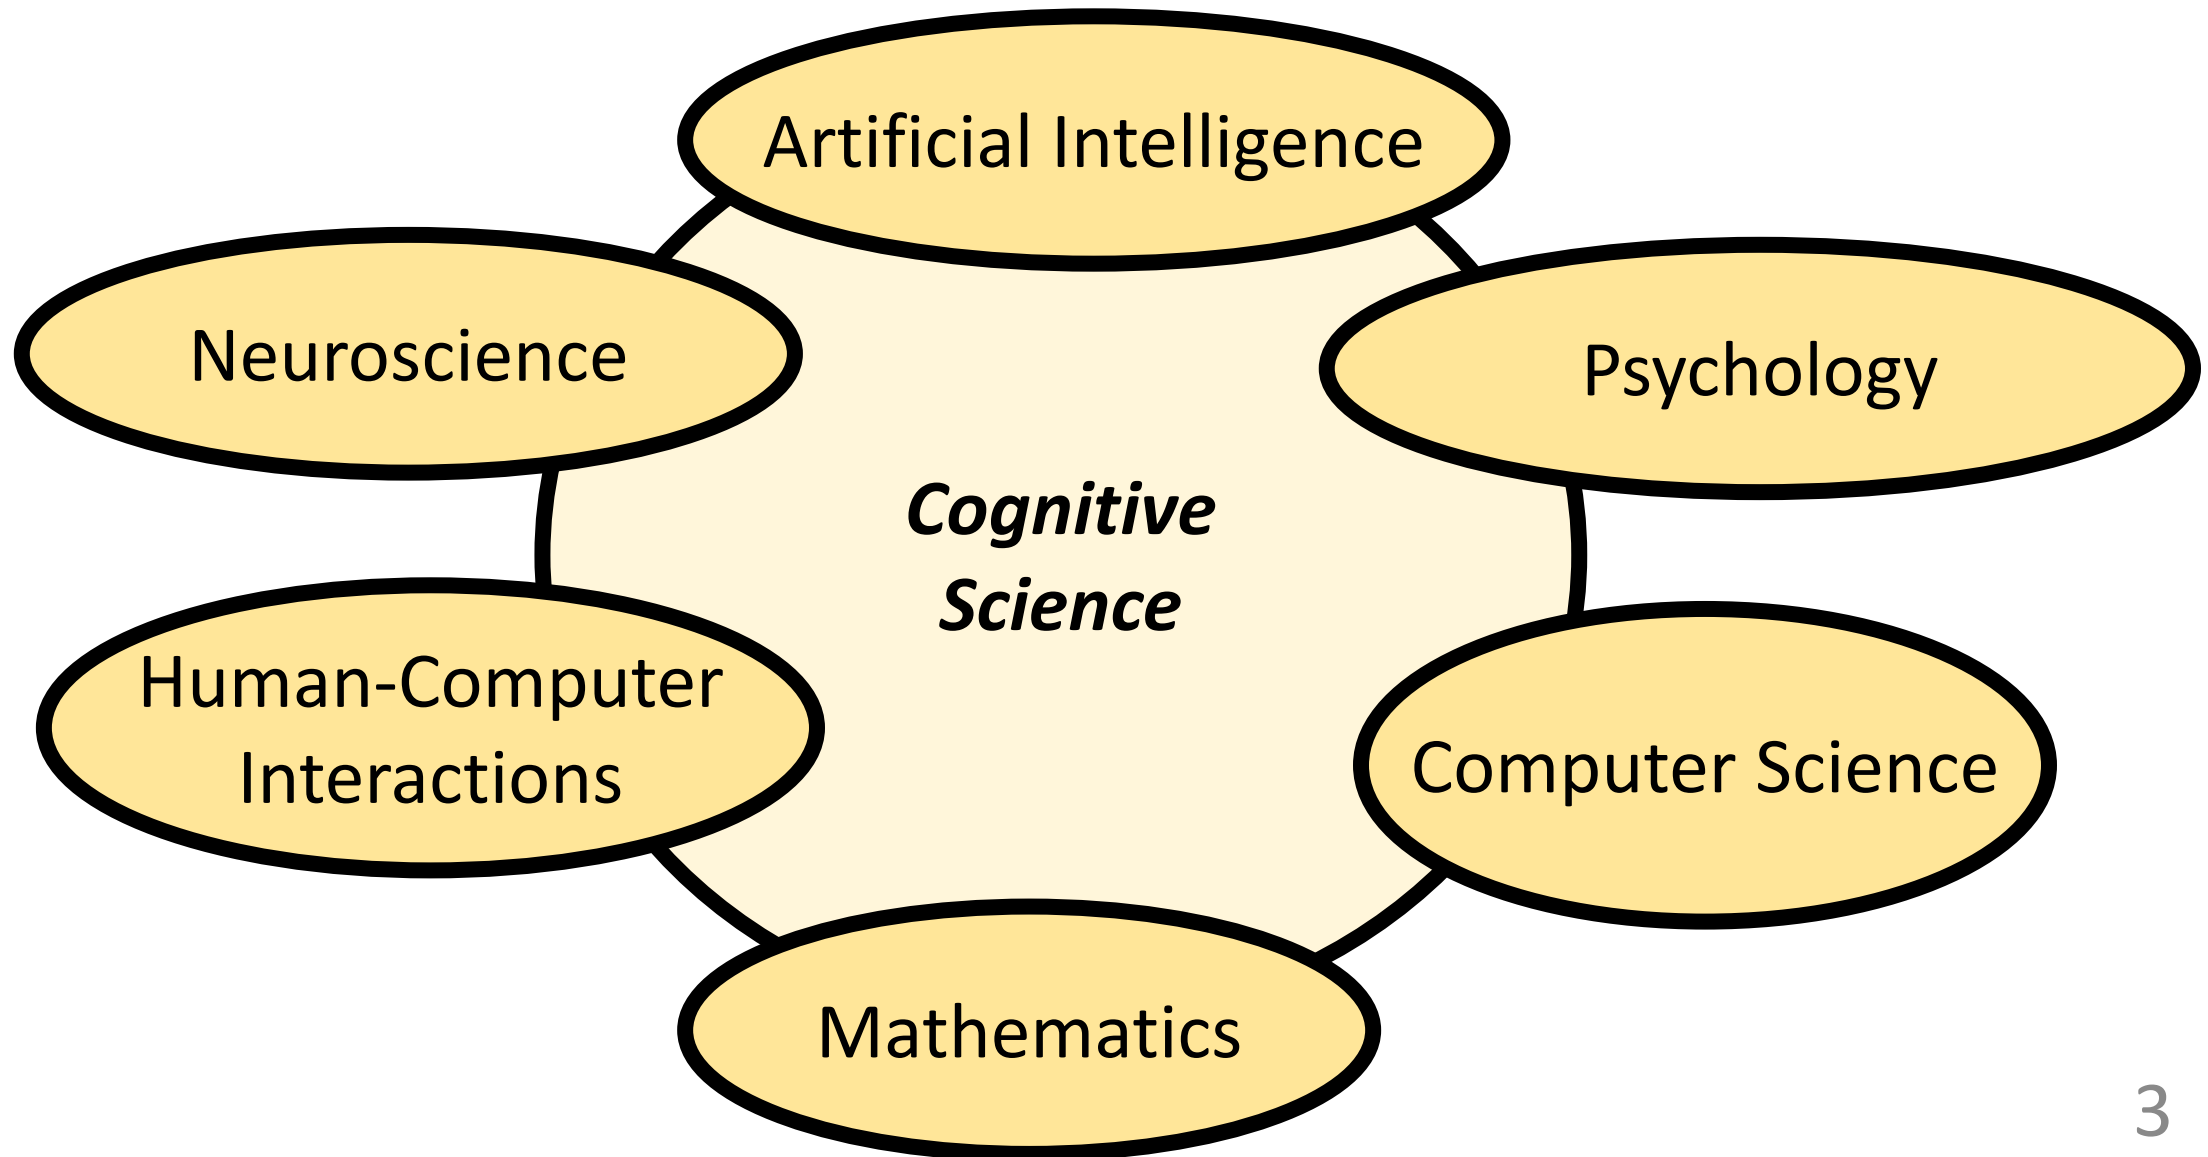 Artificial Intelligence
Neuroscience
Psychology
Cognitive
Science
Human-Computer
Interactions
Computer Science
Mathematics
3